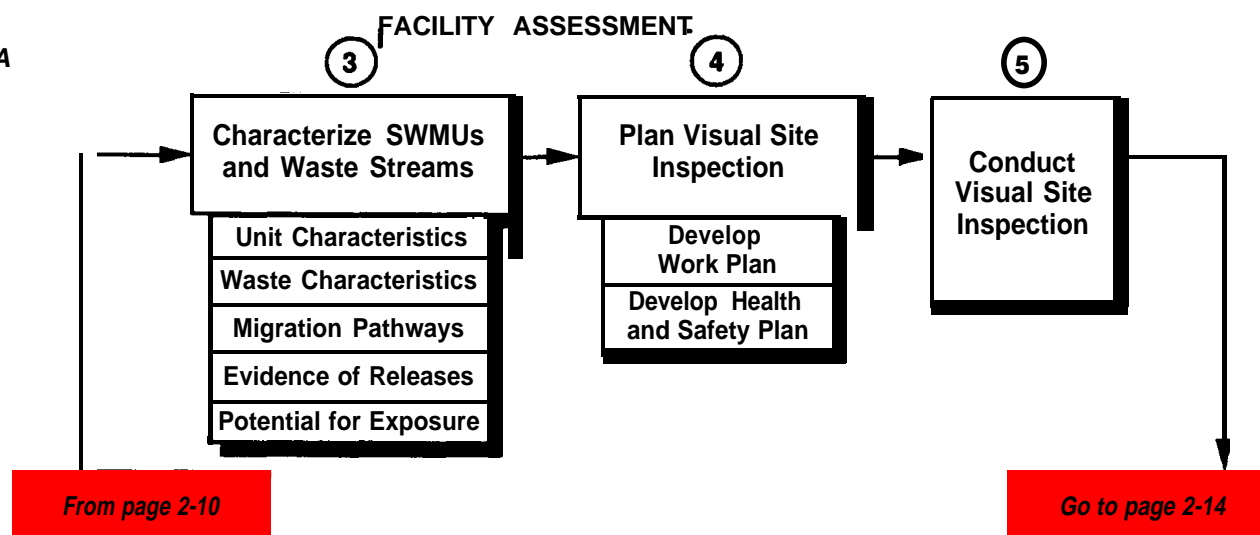 FACILITY ASSESSMENT
A
3
4
5
Characterize SWMUs
and Waste Streams
Unit Characteristics
Waste Characteristics
Migration Pathways
Evidence of Releases
Potential for Exposure
Plan Visual Site
Inspection
Develop
Work Plan
Develop Health
and Safety Plan
Conduct
Visual Site
Inspection
From page 2-10
Go to page 2-14